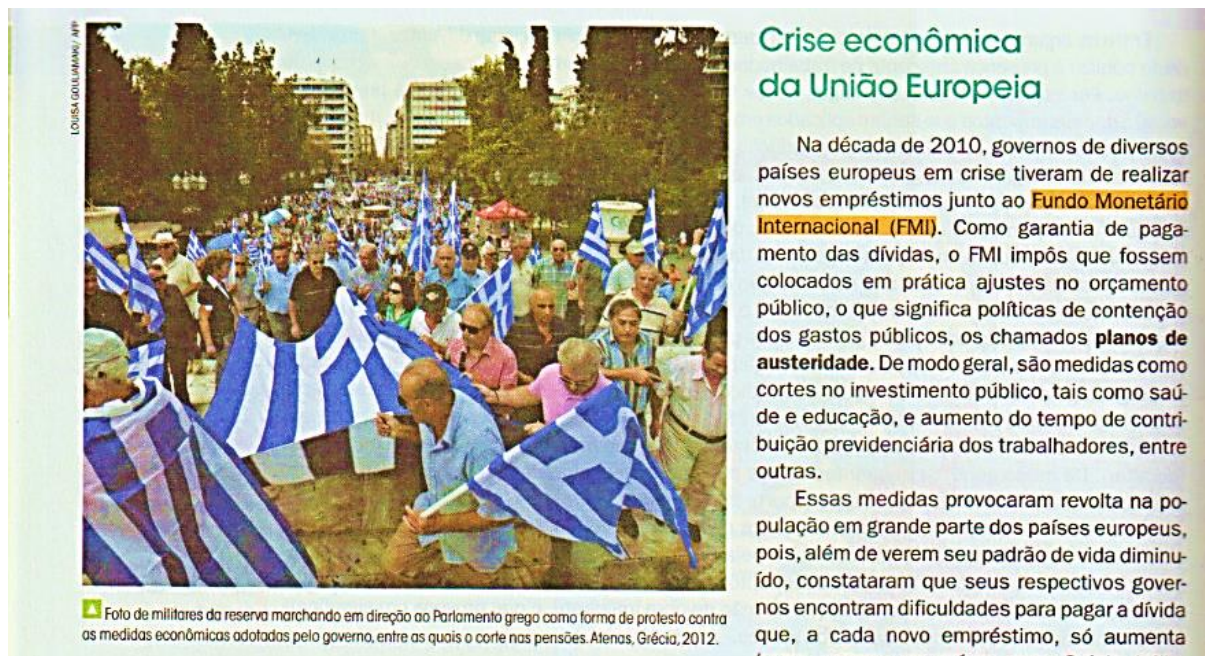 LOUISA GOULIAMAKI/ AFP
Foto de militares da reserva marchando em direção ao Parlamento grego como forma de protesto contra
as medidas econômicas adotadas pelo governo, entre as quais o corte nas pensões. Atenas, Grécia, 2012.
Crise econômica
da União Europeia
Na década de 2010, governos de diversos
países europeus em crise tiveram de realizar
novos empréstimos junto ao Fundo Monetário
Internacional (FMI). Como garantia de paga-
mento das dívidas, o FMI impôs que fossem
colocados em prática ajustes no orçamento
público, o que significa políticas de contenção
dos gastos públicos, os chamados planos de
austeridade. De modo geral, são medidas como
cortes no investimento público, tais como saú-
de e educação, e aumento do tempo de contri-
buição previdenciária dos trabalhadores, entre
outras.
Essas medidas provocaram revolta na po-
pulação em grande parte dos países europeus,
pois, além de verem seu padrão de vida diminu-
ído, constataram que seus respectivos gover-
nos encontram dificuldades para pagar a dívida
que, a cada novo empréstimo, só aumenta